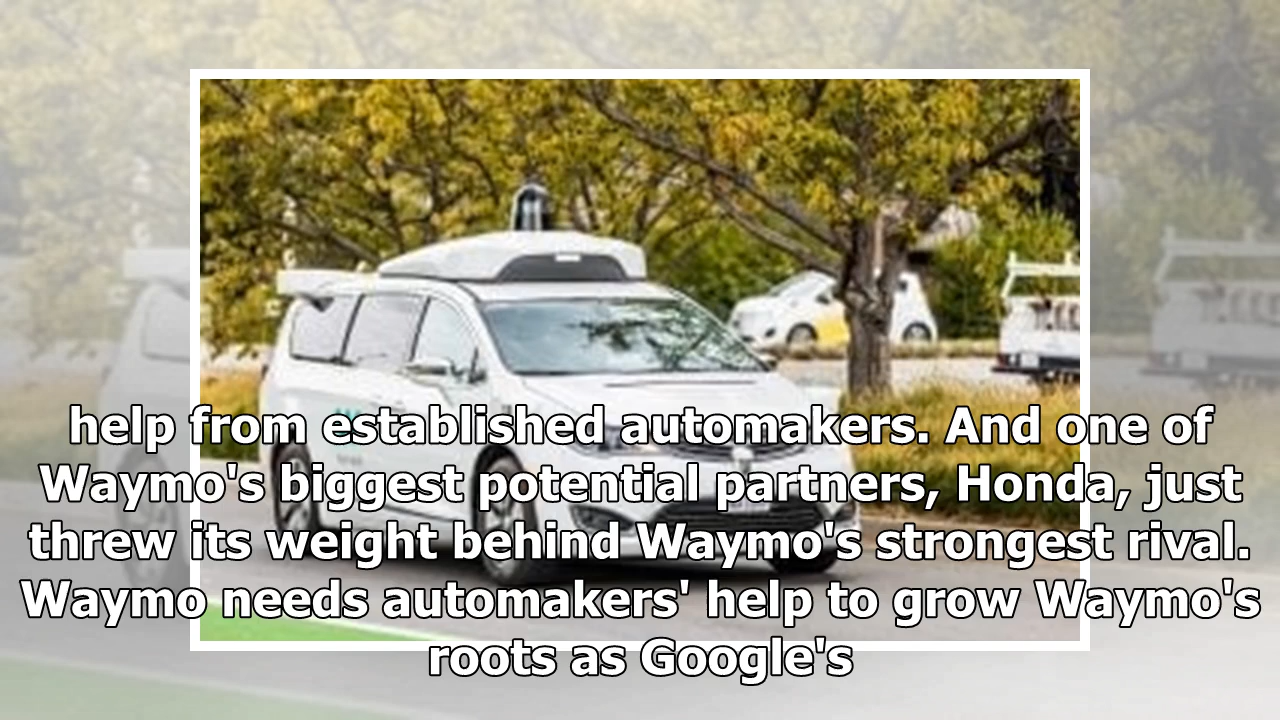 help from established automakers. And one of
Waymo's biggest potential partners, Honda, just
threw its weight behind Waymo's strongest rival.
Waymo needs automakers' help to grow Waymo's
roots as Google's